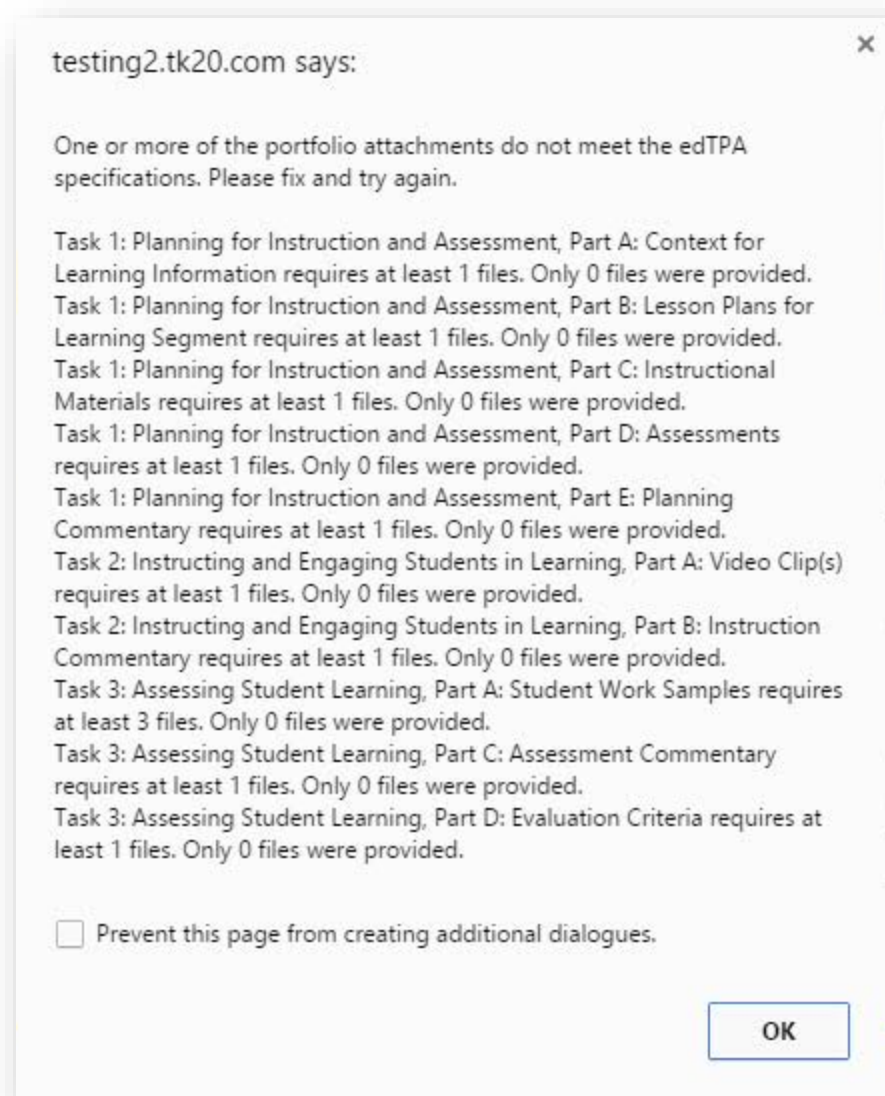 testing2.tk20.com says:
One or more of the portfolio attachments do not meet the edTPA
specifications. Please fix and try again.
Task 1: Planning for Instruction and Assessment, Part A: Context for
Learning Information requires at least 1 files. Only 0 files were provided.
Task 1: Planning for Instruction and Assessment, Part B: Lesson Plans for
Learning Segment requires at least 1 files. Only 0 files were provided.
Task 1: Planning for Instruction and Assessment, Part C: Instructional
Materials requires at least 1 files. Only 0 files were provided.
Task 1: Planning for Instruction and Assessment, Part D: Assessments
requires at least 1 files. Only 0 files were provided.
Task 1: Planning for Instruction and Assessment, Part E: Planning
Commentary requires at least 1 files. Only 0 files were provided.
Task 2: Instructing and Engaging Students in Learning, Part A: Video Clip(s)
requires at least 1 files. Only 0 files were provided.
Task 2: Instructing and Engaging Students in Learning, Part B: Instruction
Commentary requires at least 1 files. Only 0 files were provided.
Task 3: Assessing Student Learning, Part A: Student Work Samples requires
at least 3 files. Only 0 files were provided.
Task 3: Assessing Student Learning, Part C: Assessment Commentary
requires at least 1 files. Only 0 files were provided.
Task 3: Assessing Student Learning, Part D: Evaluation Criteria requires at
least 1 files. Only 0 files were provided.
Prevent this page from creating additional dialogues.
OK